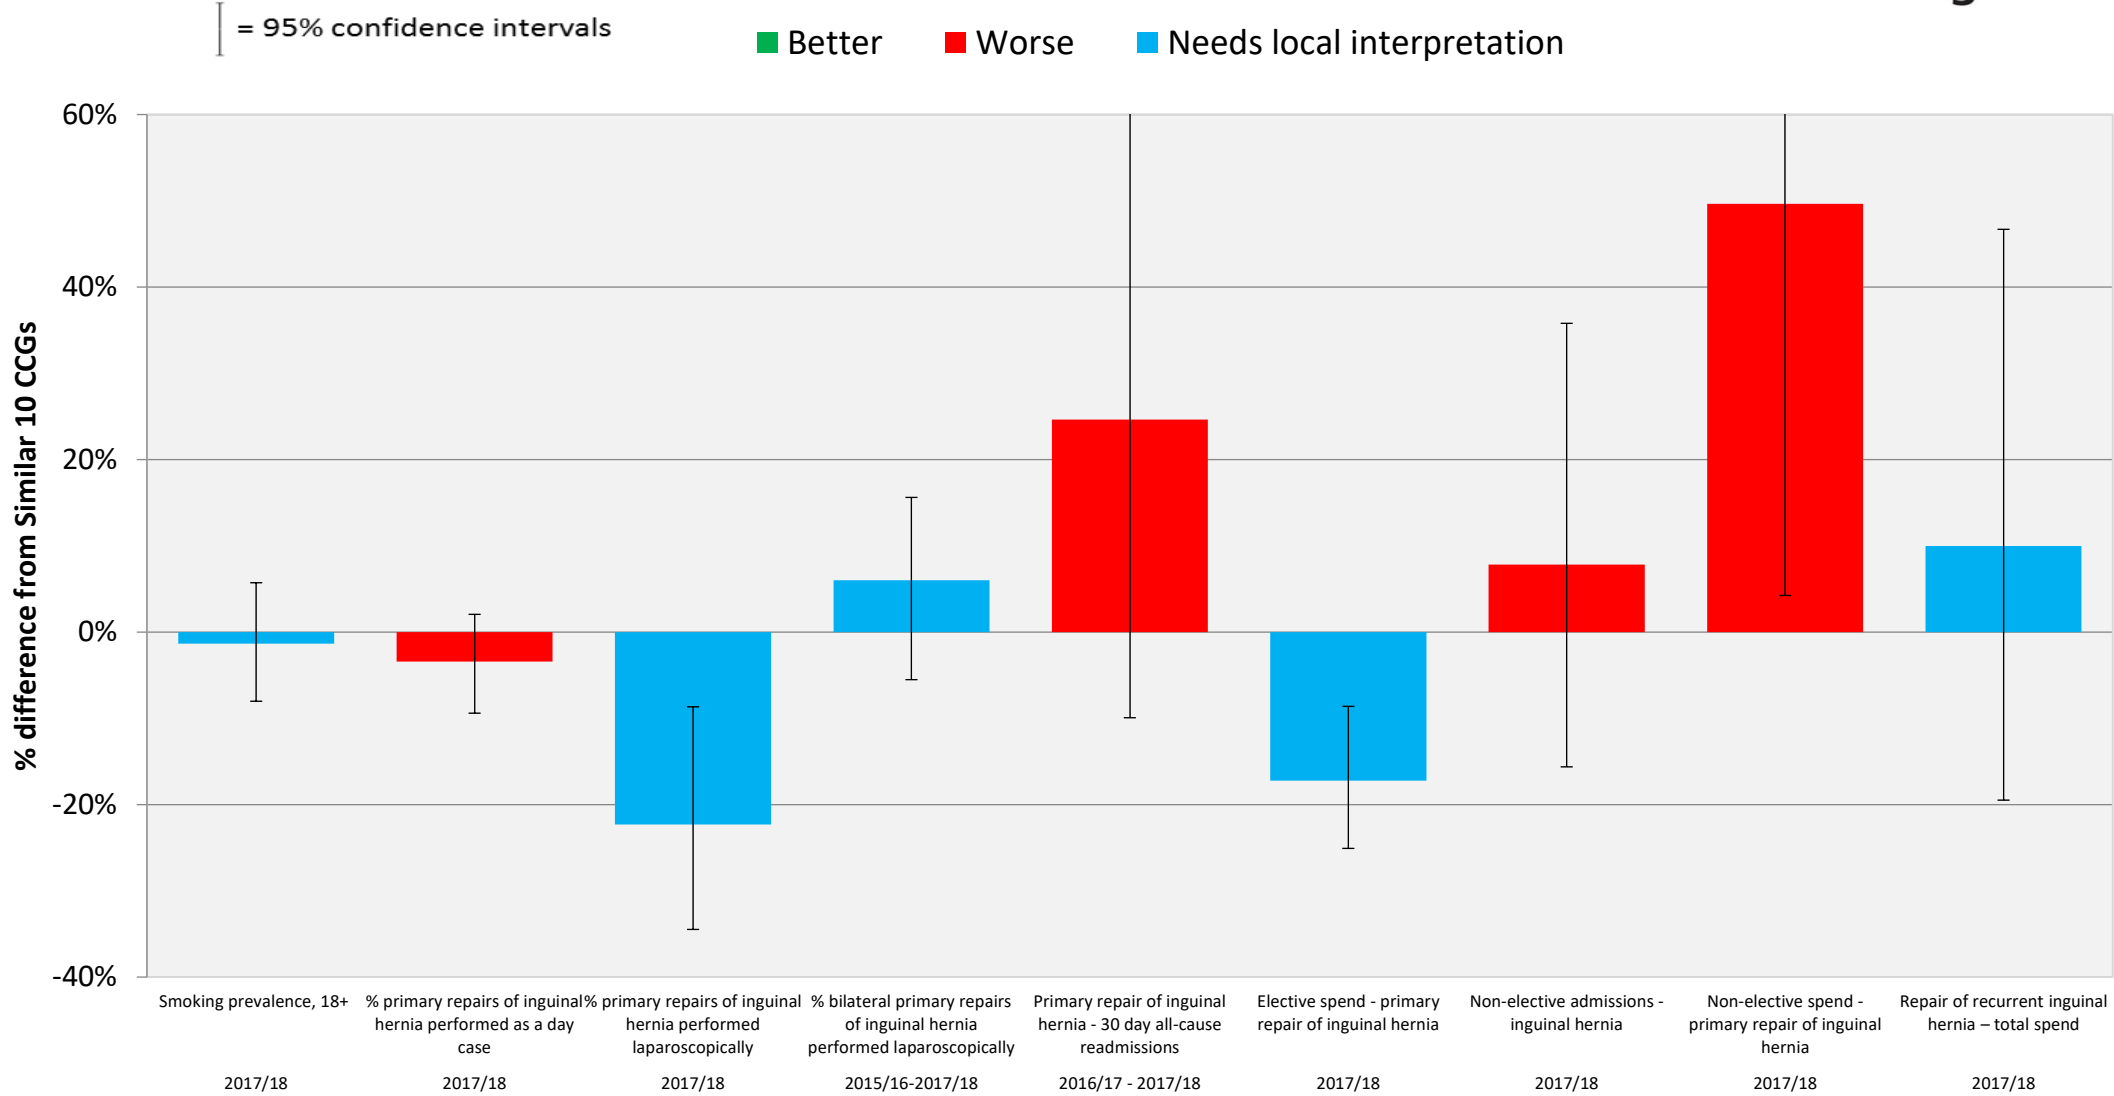 = 95% confidence intervals
Better
Worse
Needs local interpretation
% difference from Similar 10 CCGs
60%
40%
20%
0%
-20%
-40%
Smoking prevalence, 18+
2017/18
% primary repairs of inguinal
hernia performed as a day
case
2017/18
% primary repairs of inguinal
hernia performed
laparoscopically
2017/18
% bilateral primary repairs
of inguinal hernia
performed laparoscopically
2015/16-2017/18
Primary repair of inguinal
hernia - 30 day all-cause
readmissions
2016/17 - 2017/18
Elective spend - primary
repair of inguinal hernia
2017/18
Non-elective admissions -
inguinal hernia
2017/18
Non-elective spend -
primary repair of inguinal
hernia
2017/18
Repair of recurrent inguinal
hernia – total spend
2017/18